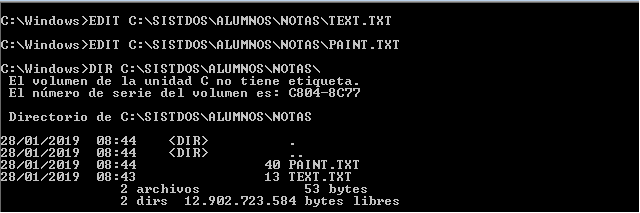 C:\Windows>EDIT C:\SISTDOS\ALUMNOS\NOTAS\TEXT.TXT
C:\Windows>EDIT C:\SISTDOS\ALUMNOS\NOTAS\PAINT.TXT
C:\Windows>DIR C:\SISTDOS\ALUMNOS\NOTAS\
El volumen de la unidad C no tiene etiqueta.
El número de serie del volumen es: C804-8C77
Directorio de C:\SISTDOS\ALUMNOS\NOTAS
28/01/2019 08:44 <DIR> .
28/01/2019 08:44 <DIR> ..
28/01/2019 08:44 40 PAINT.TXT
28/01/2019 08:43 13 TEXT.TXT
2 archivos 53 bytes
2 dirs 12.902.723.584 bytes libres